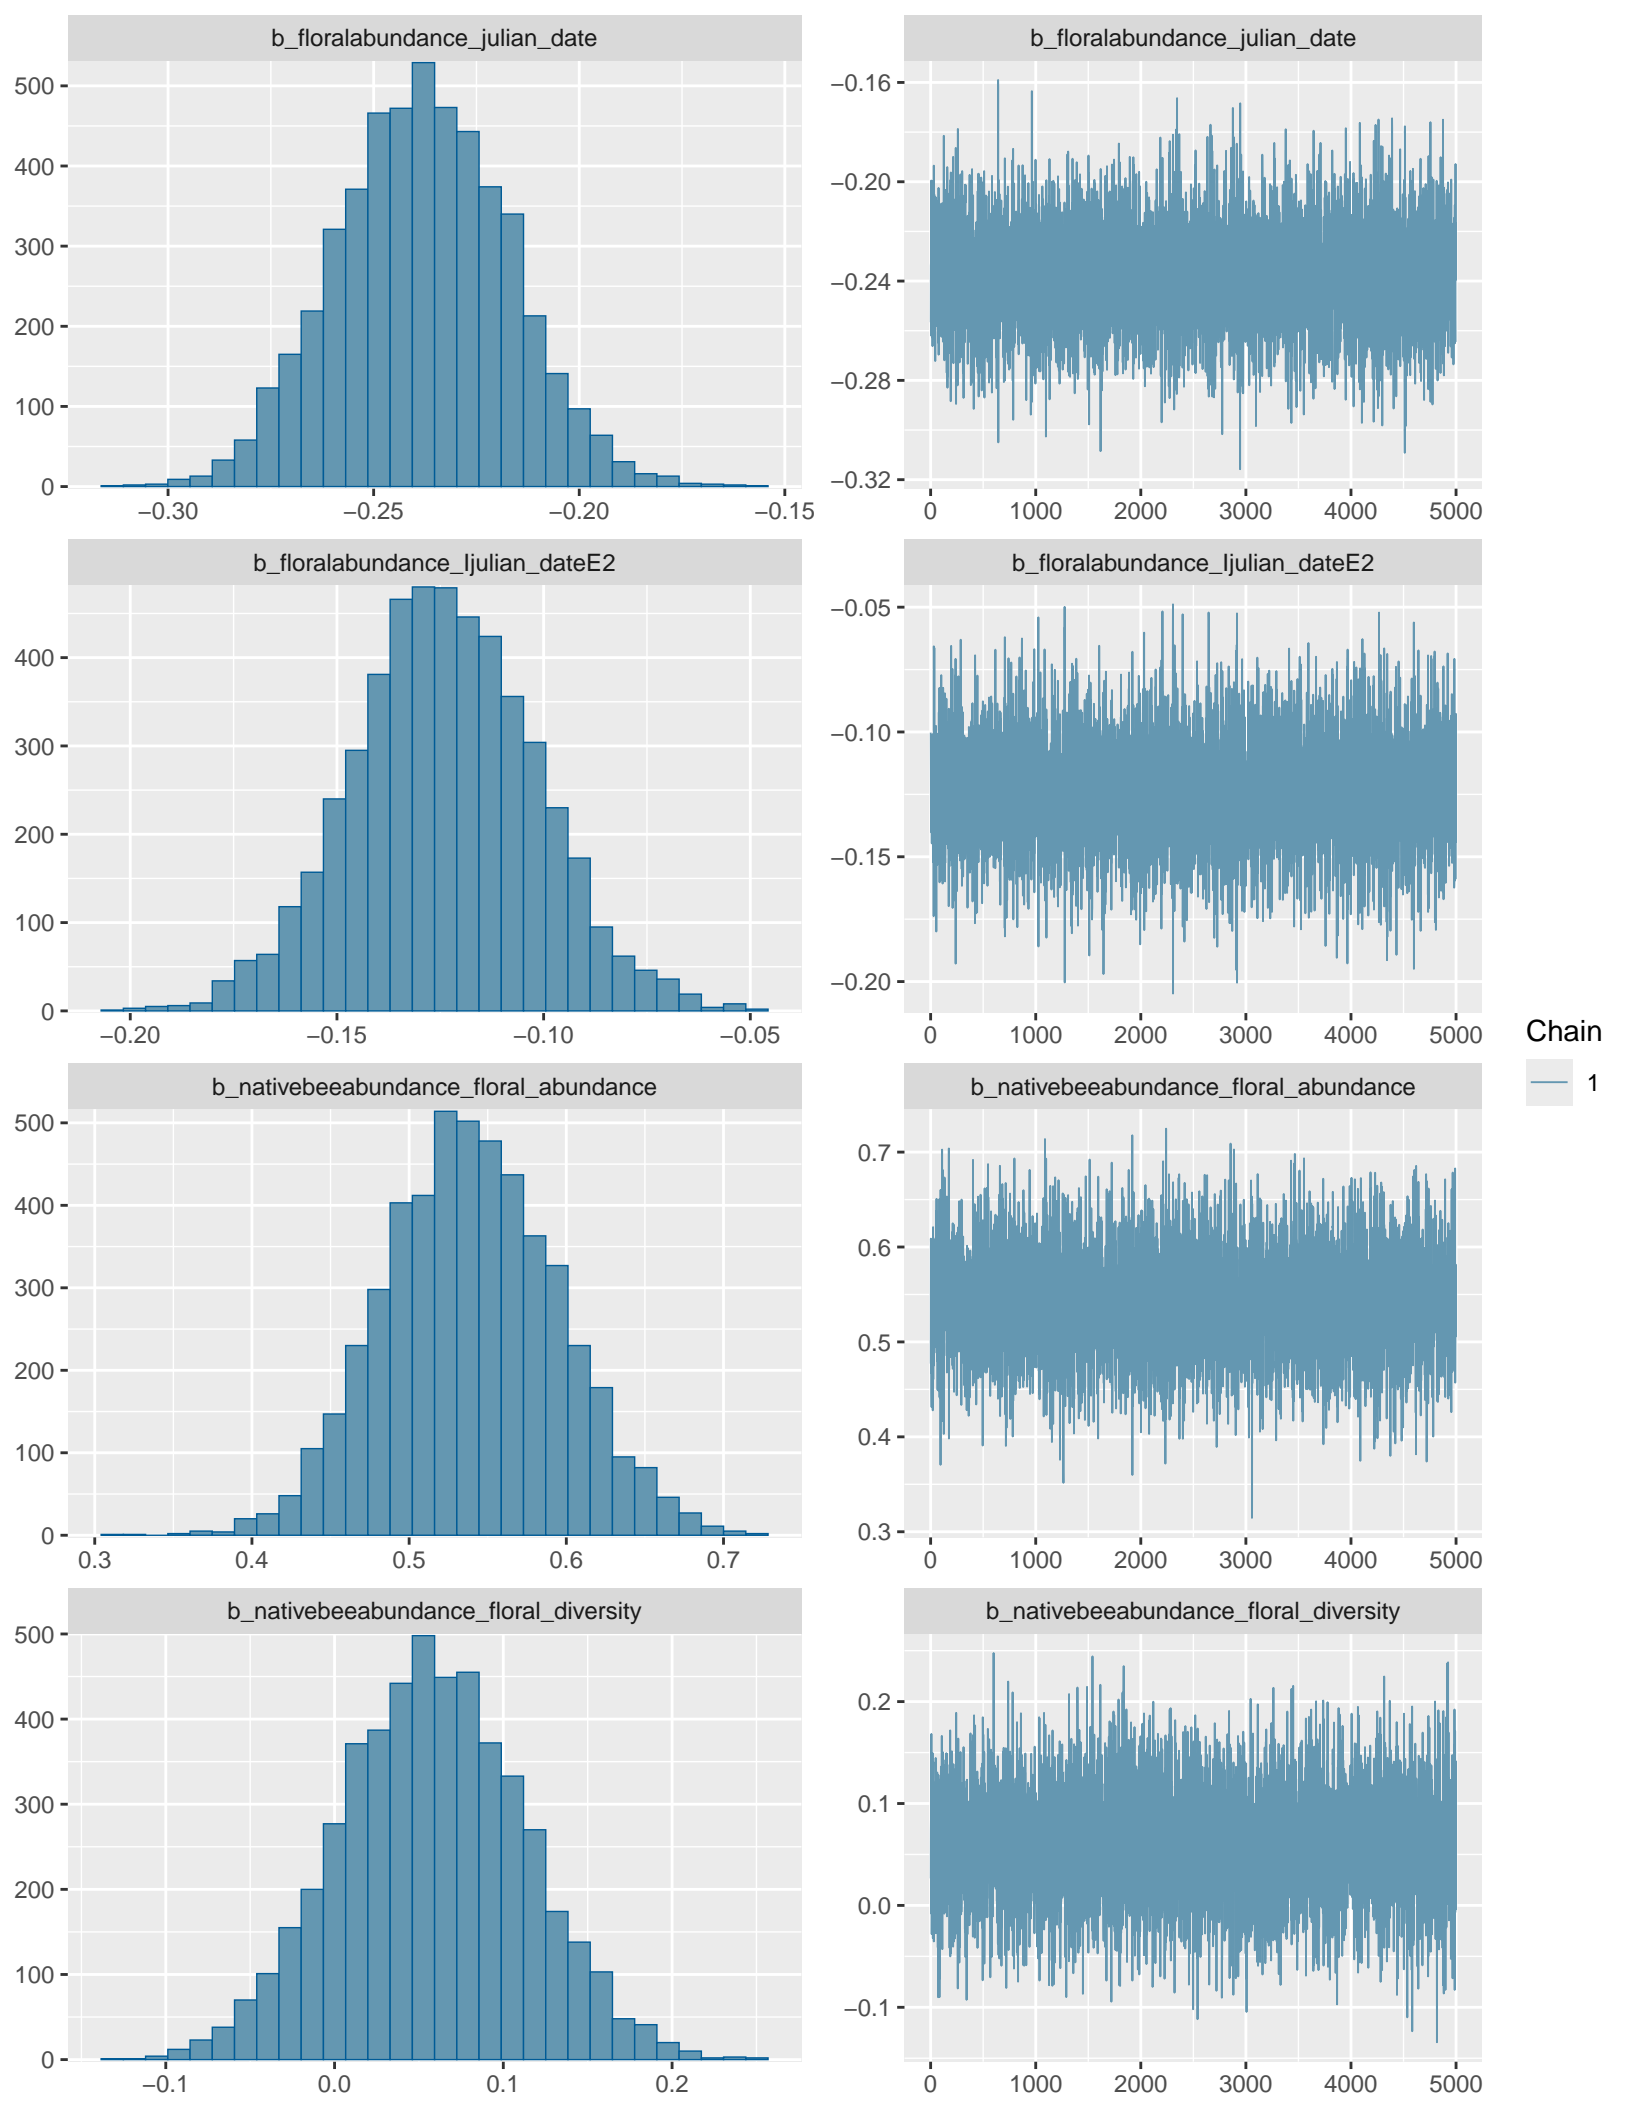 b_floralabundance_julian_date
500
400
300
200
100
0
−0.30 −0.25 −0.20 −0.15
b_floralabundance_julian_date
−0.16
−0.20
−0.24
−0.28
−0.32
0 1000 2000 3000 4000 5000
b_floralabundance_Ijulian_dateE2
400
300
200
100
0
−0.20 −0.15 −0.10 −0.05
b_floralabundance_Ijulian_dateE2
−0.05
−0.10
−0.15
−0.20
0 1000 2000 3000 4000 5000
b_nativebeeabundance_floral_abundance
500
400
300
200
100
0
0.3 0.4 0.5 0.6 0.7
b_nativebeeabundance_floral_abundance
0.7
0.6
0.5
0.4
0.3
0 1000 2000 3000 4000 5000
b_nativebeeabundance_floral_diversity
500
400
300
200
100
0
−0.1 0.0 0.1 0.2
b_nativebeeabundance_floral_diversity
0.2
0.1
0.0
−0.1
0 1000 2000 3000 4000 5000
Chain
1